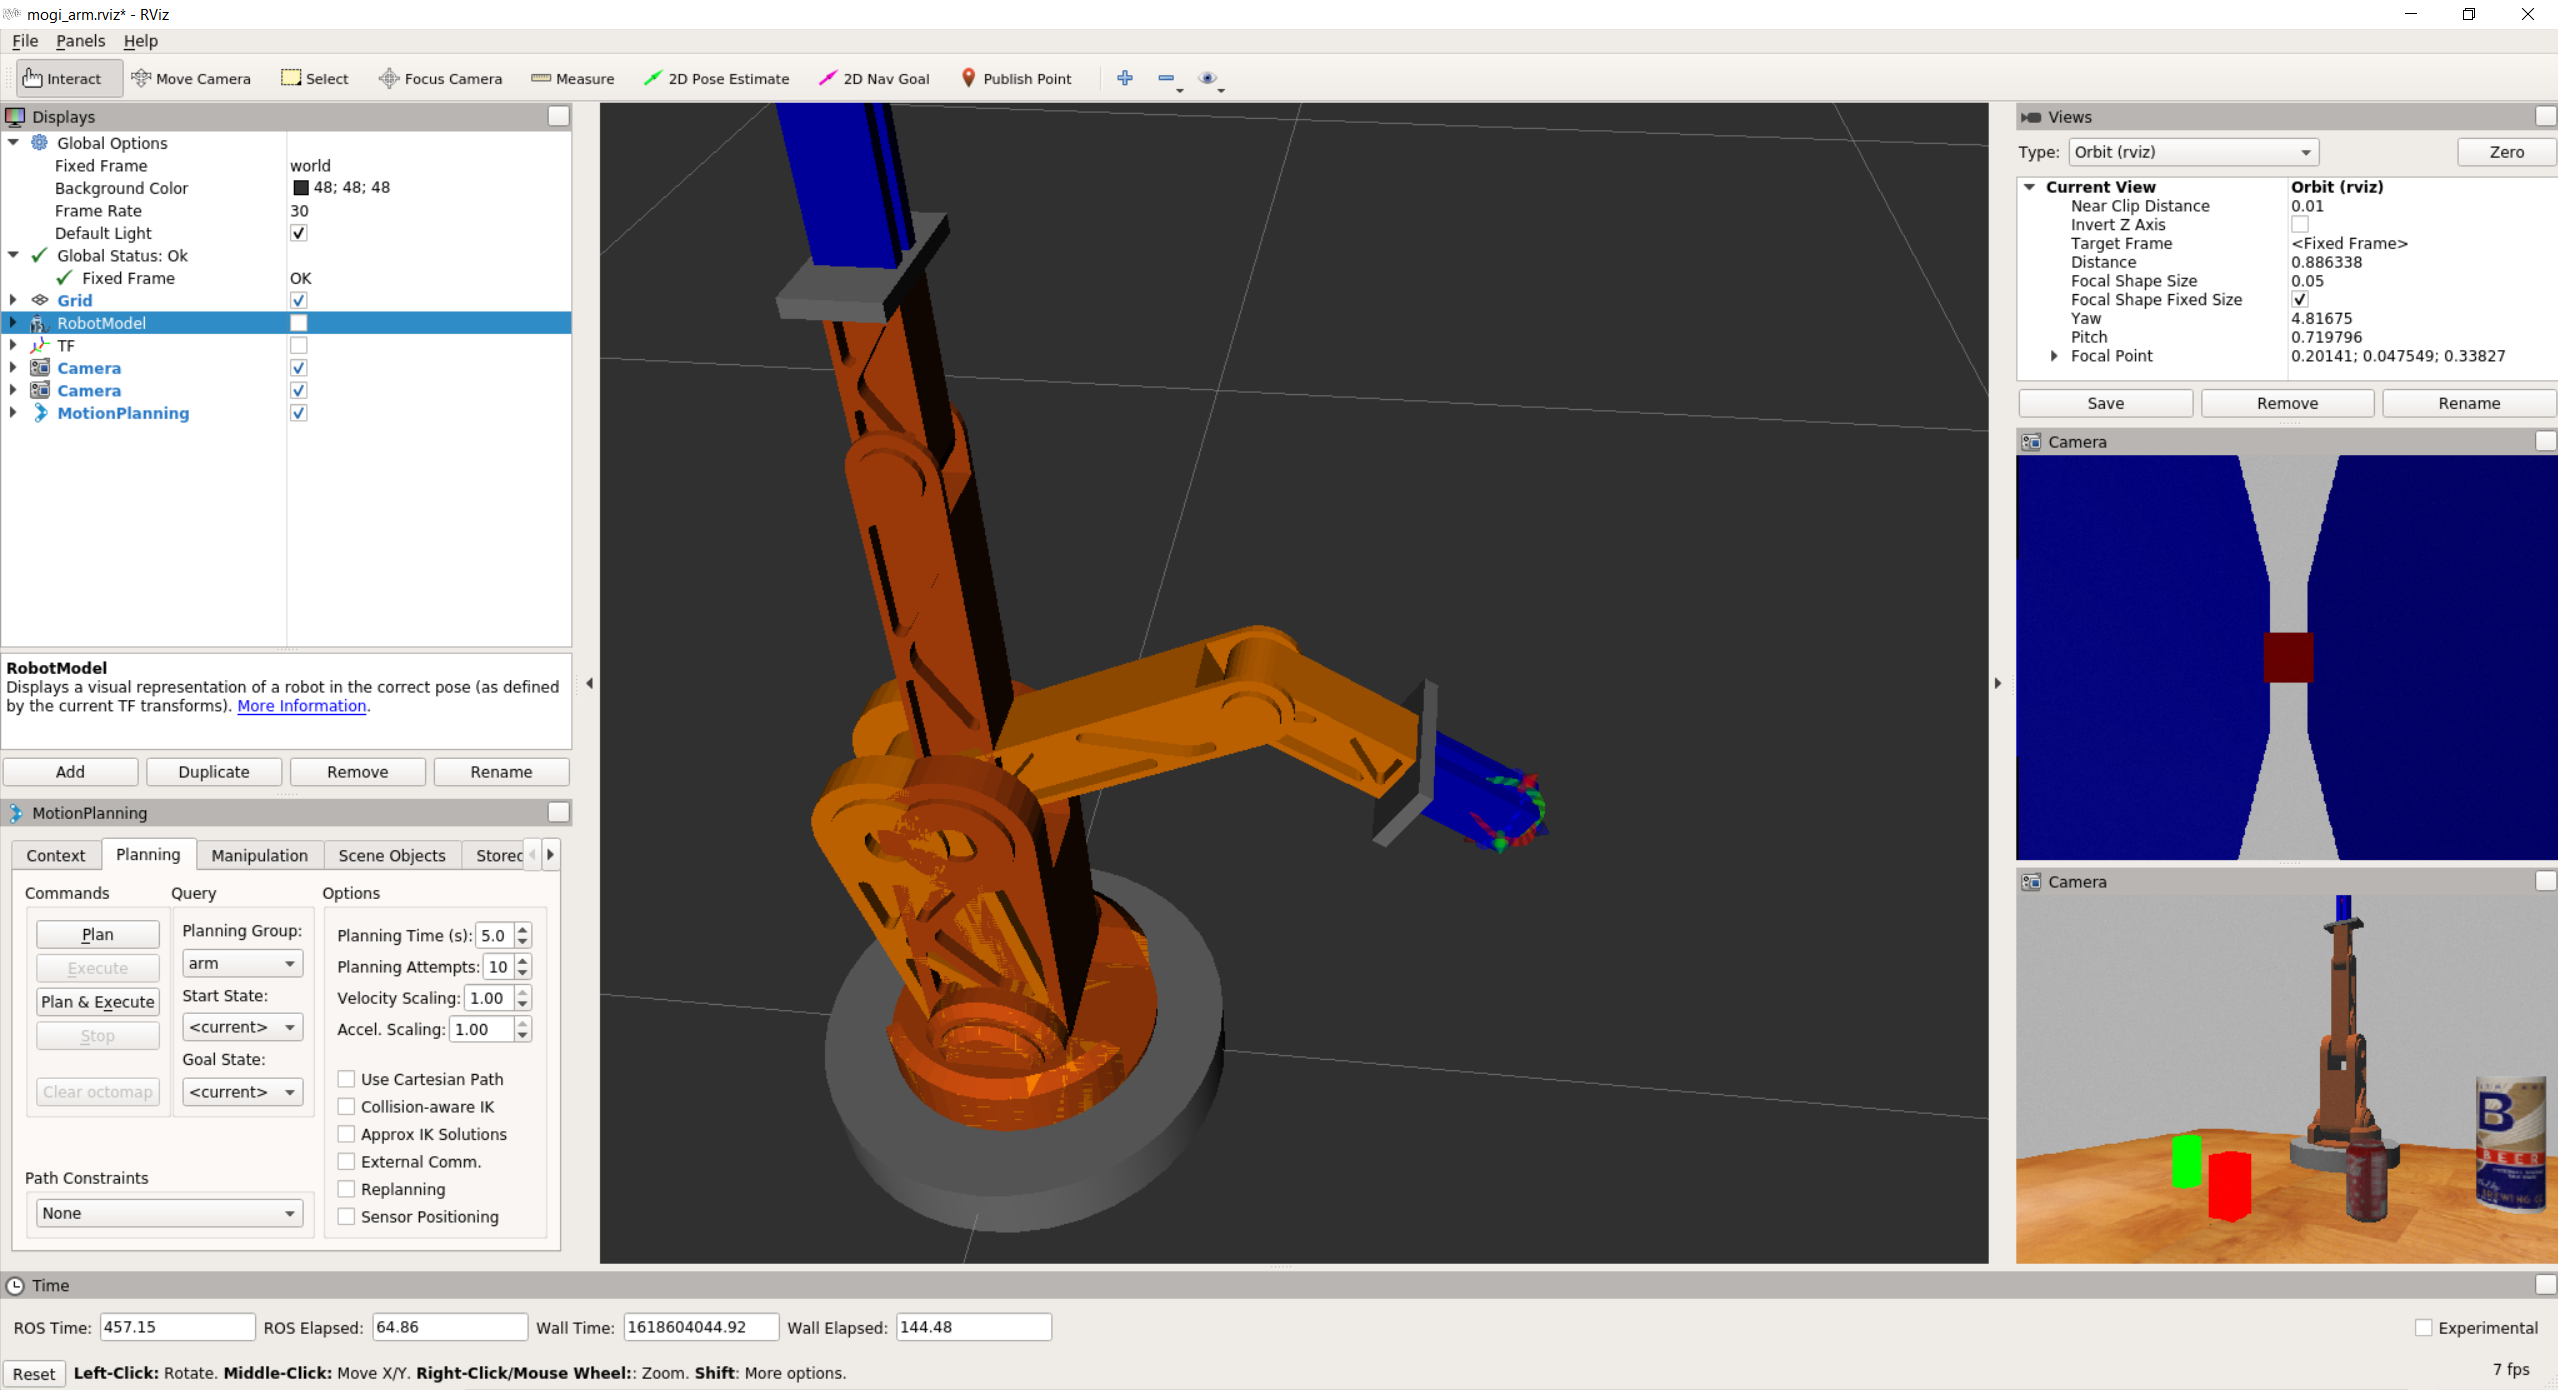 mogi_arm.rviz* - RViz
File Panels Help
Interact Move Camera Select Focus Camera Measure 2D Pose Estimate 2D Nav Goal Publish Point
Displays
Global Options
Fixed Frame world
Background Color 48; 48; 48
Frame Rate 30
Default Light
Global Status: Ok
Fixed Frame OK
Grid
RobotModel
TF
Camera
Camera
MotionPlanning
RobotModel
Displays a visual representation of a robot in the correct pose (as defined
by the current TF transforms). More Information.
Add Duplicate Remove Rename
MotionPlanning
Context Planning Manipulation Scene Objects Stored
Commands Query Options
Plan
Execute
Plan & Execute
Stop
Clear octomap
Planning Group:
arm
Start State:
<current>
Goal State:
<current>
Planning Time (s): 5.0
Planning Attempts: 10
Velocity Scaling: 1.00
Accel. Scaling: 1.00
Use Cartesian Path
Collision-aware IK
Approx IK Solutions
External Comm.
Replanning
Sensor Positioning
Path Constraints
None
Views
Type: Orbit (rviz) Zero
Current View Orbit (rviz)
Near Clip Distance 0.01
Invert Z Axis
Target Frame <Fixed Frame>
Distance 0.886338
Focal Shape Size 0.05
Focal Shape Fixed Size
Yaw 4.81675
Pitch 0.719796
Focal Point 0.20141; 0.047549; 0.33827
Save Remove Rename
Camera
Camera
B
BEER
Time
ROS Time: 457.15 ROS Elapsed: 64.86 Wall Time: 1618604044.92 Wall Elapsed: 144.48 Experimental
Reset Left-Click: Rotate. Middle-Click: Move X/Y. Right-Click/Mouse Wheel:: Zoom. Shift: More options. 7 fps